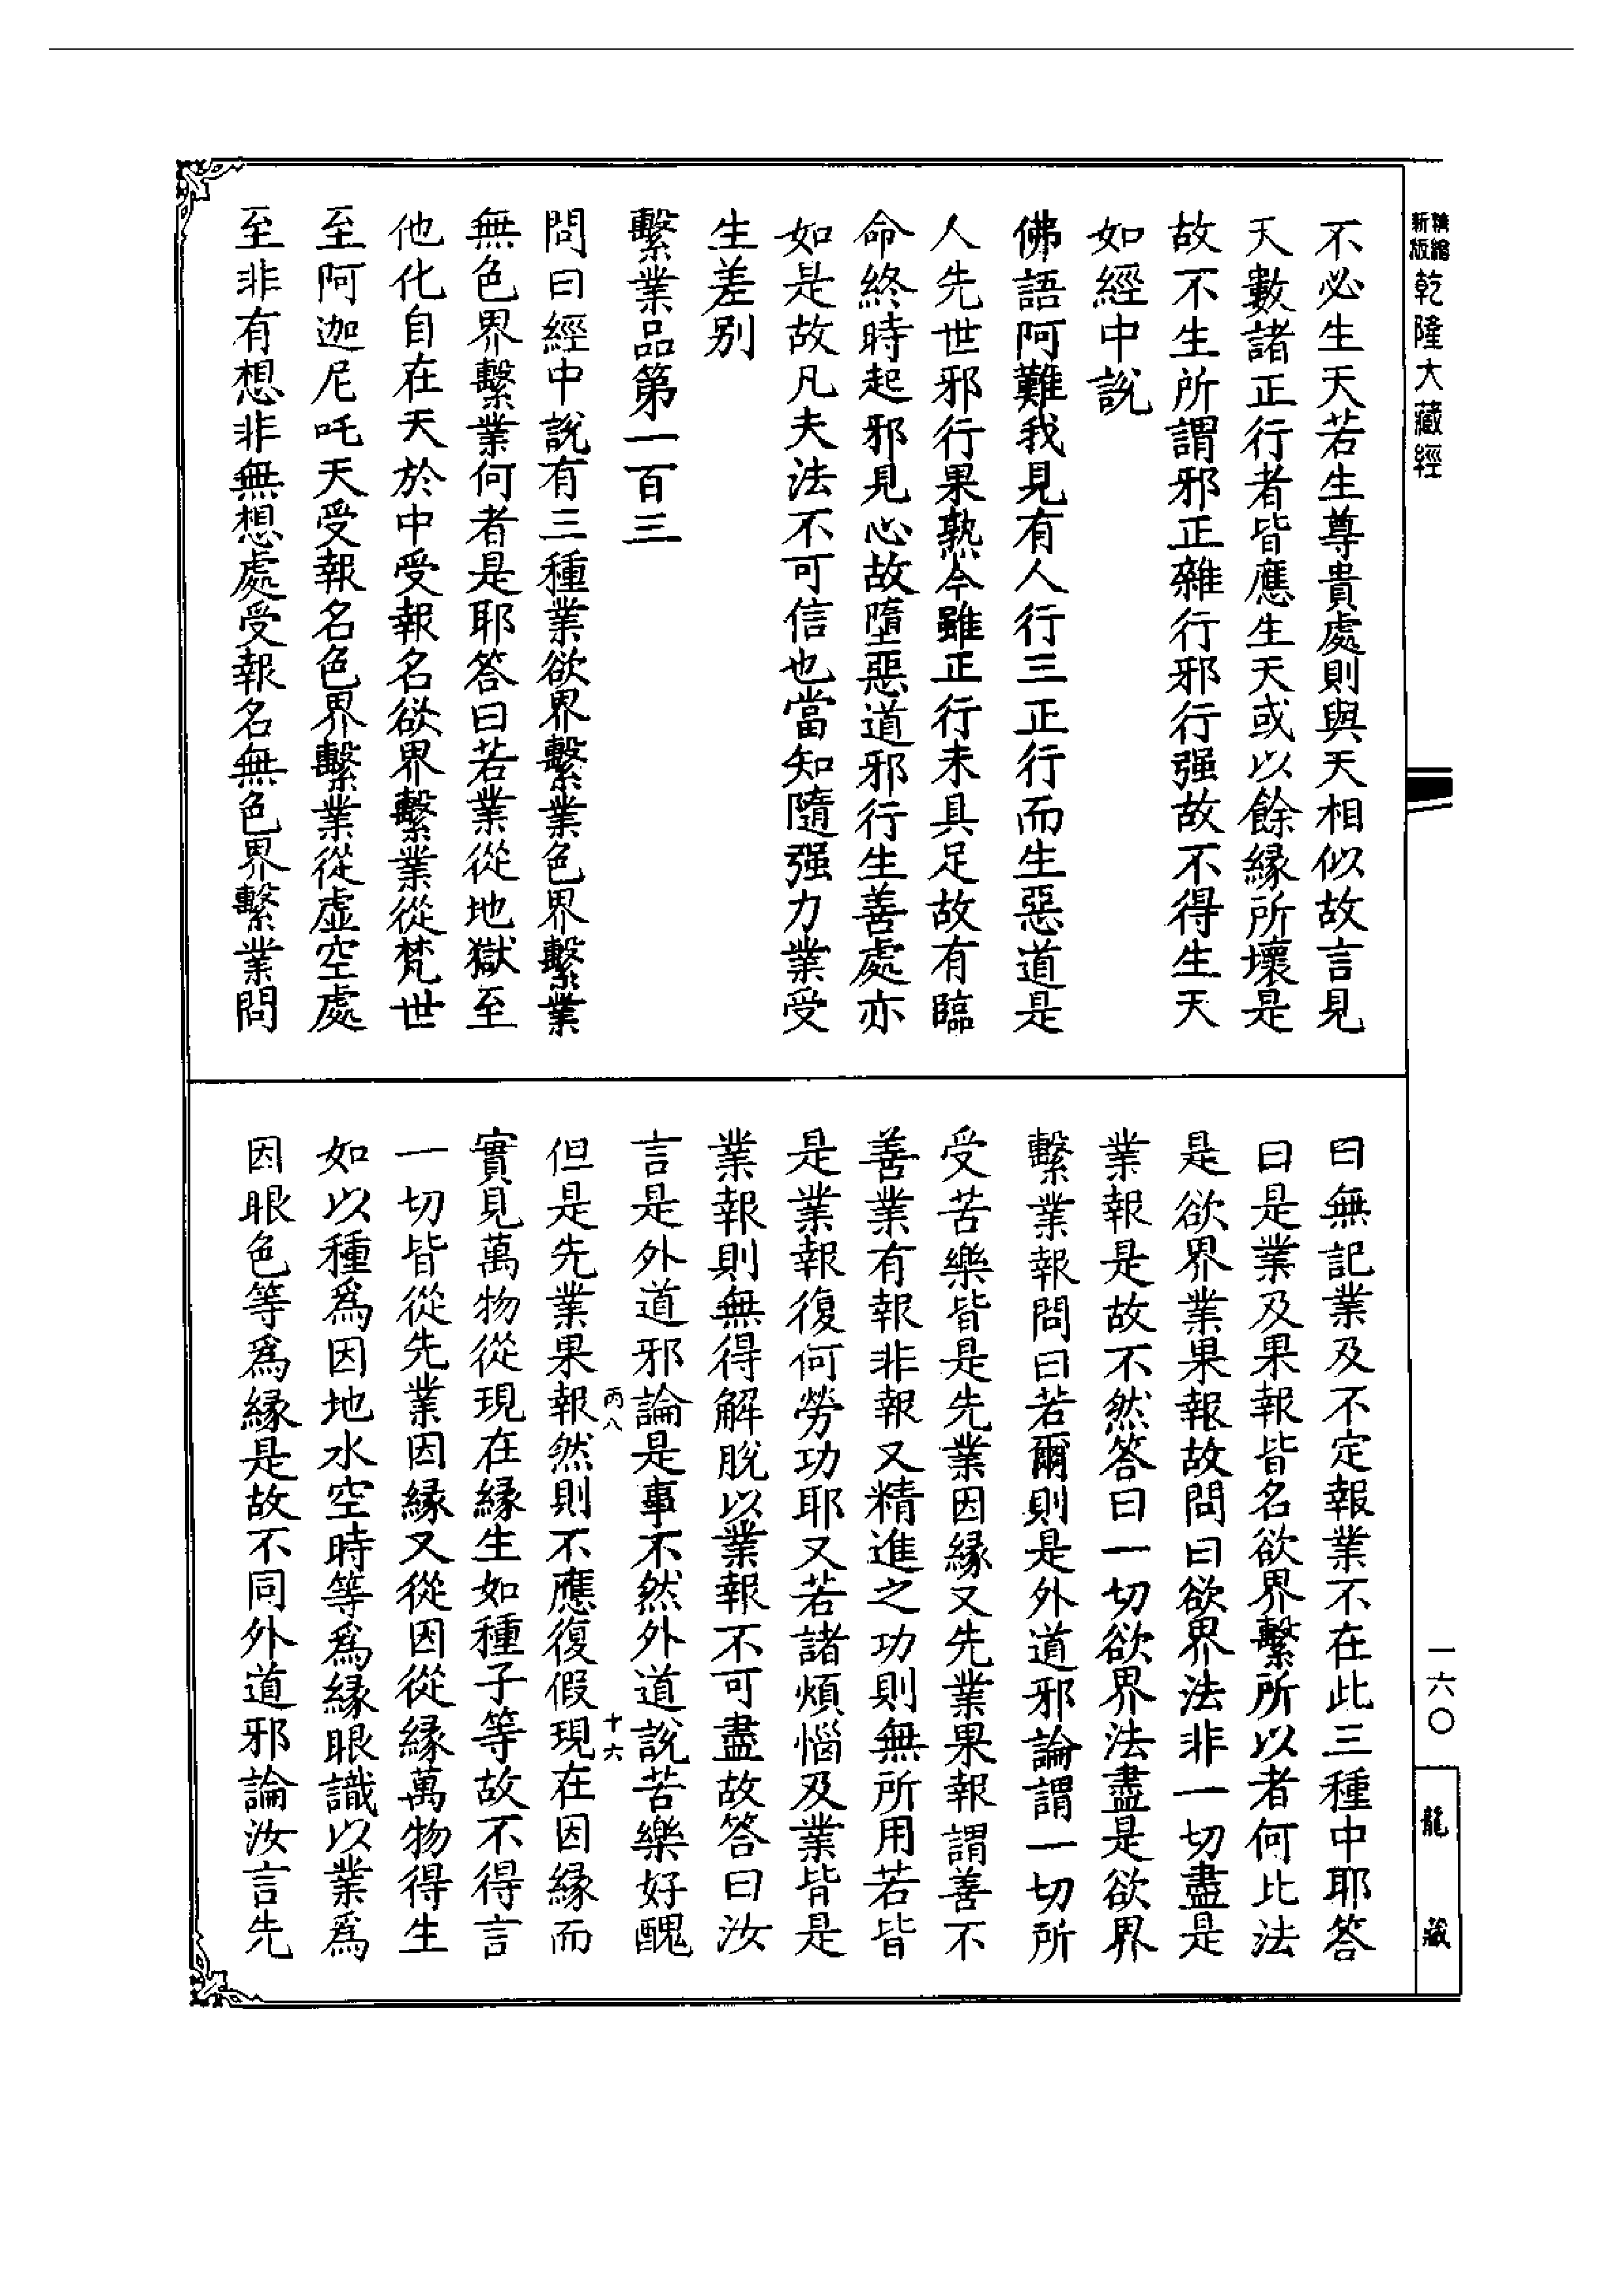 精縮
新版
乾隆大藏經
不必生天若生尊貴處則與天相似故言見
天數諸正行者皆應生天或以餘緣所壞是
故不生所謂邪正雜行邪行强故不得生天
如經中說
佛語阿難我見有人行三正行而生惡道是
人先世邪行果熟今雖正行未具足故有臨
命終時起邪見心故墮惡道邪行生善處亦
如是故凡夫法不可信也當知隨强力業受
生差別
繫業品第一百三
問曰經中說有三種業欲界繫業色界繫業
無色界繫業何者是耶答曰若業從地獄至
他化自在天於中受報名欲界繫業從梵世
至阿迦尼吒天受報名色界繫業從虛空處
至非有想非無想處受報名無色界繫業問
曰無記業及不定報業不在此三種中耶答
曰是業及果報皆名欲界繫所以者何比法
是欲界業果報故問曰欲界法非一切盡是
業報是故不然答曰一切欲界法盡是欲界
繫業報問曰若爾則是外道邪論謂一切所
受苦樂皆是先業因緣又先業果報謂善不
善業有報非報又精進之功則無所用若皆
是業報復何勞功耶又若諸煩惱及業皆是
業報則無得解脫以業報不可盡故答曰汝
言是外道邪論是事不然外道說苦樂好醜
丙八
十六
但是先業果報然則不應復假現在因緣而
實見萬物從現在緣生如種子等故不得言
一切皆從先業因緣又從因從緣萬物得生
如以種爲因地水空時等爲緣眼識以業爲
因眼色等爲緣是故不同外道邪論汝言先
一六〇
龍藏